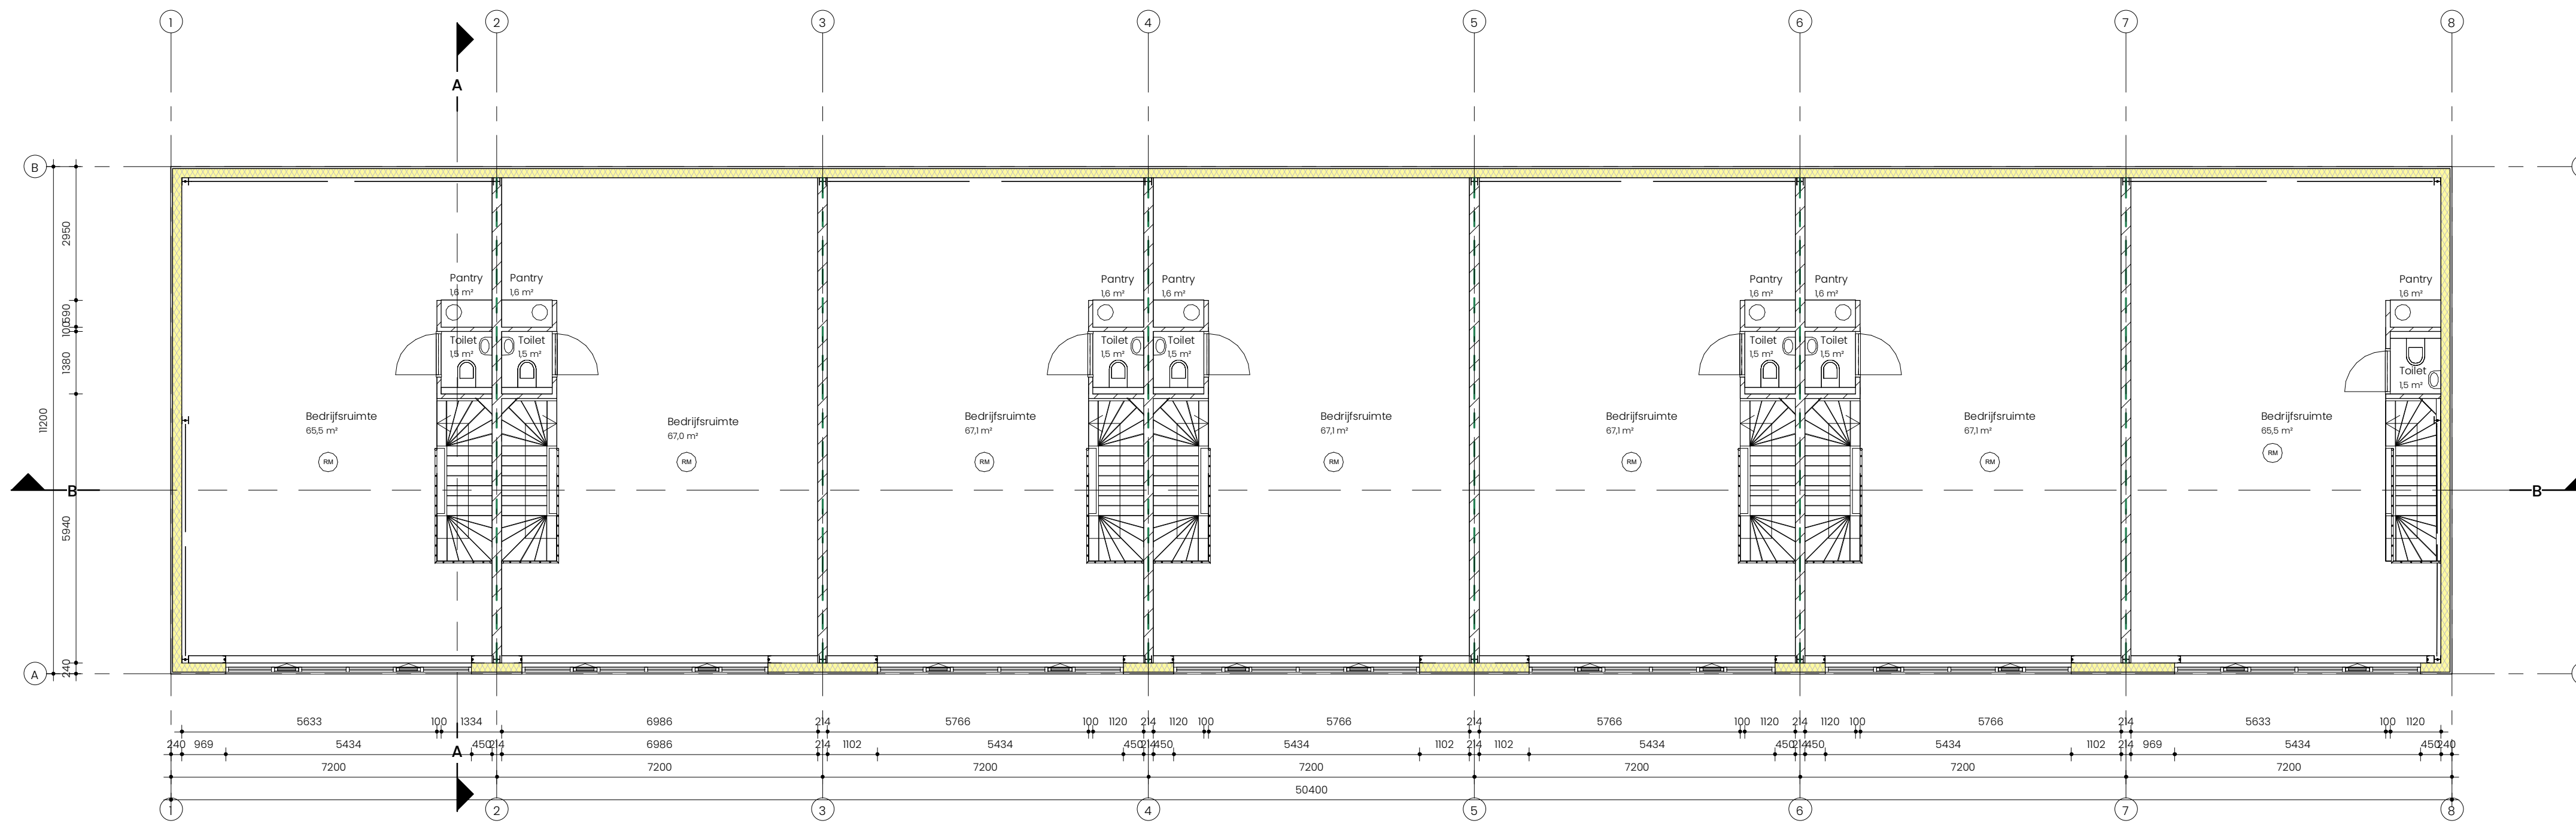 1 2 3 4 5 6 7 8
A
B
Pantry Pantry Pantry Pantry Pantry Pantry Pantry
1,6 m² 1,6 m² 1,6 m² 1,6 m² 1,6 m² 1,6 m² 1,6 m²
Toilet Toilet Toilet Toilet Toilet Toilet Toilet
1,5 m² 1,5 m² 1,5 m² 1,5 m² 1,5 m² 1,5 m² 1,5 m²
Bedrijfsruimte Bedrijfsruimte Bedrijfsruimte Bedrijfsruimte Bedrijfsruimte Bedrijfsruimte Bedrijfsruimte
65,5 m² 67,0 m² 67,1 m² 67,1 m² 67,1 m² 67,1 m² 65,5 m²
RM RM RM RM RM RM RM
B B
2950
590
100
1380
5940
240
11200
A
5633 100 1334 6986 214 5766 100 1120 214 1120 100 5766 214 5766 100 1120 214 1120 100 5766 214 5633 100 1120
240 969 5434 450 214 6986 214 1102 5434 450 214 450 5434 1102 214 1102 5434 450 214 450 5434 1102 214 969 5434 450 240
A
7200 7200 7200 7200 7200 7200 7200
50400
1 2 3 4 5 6 7 8